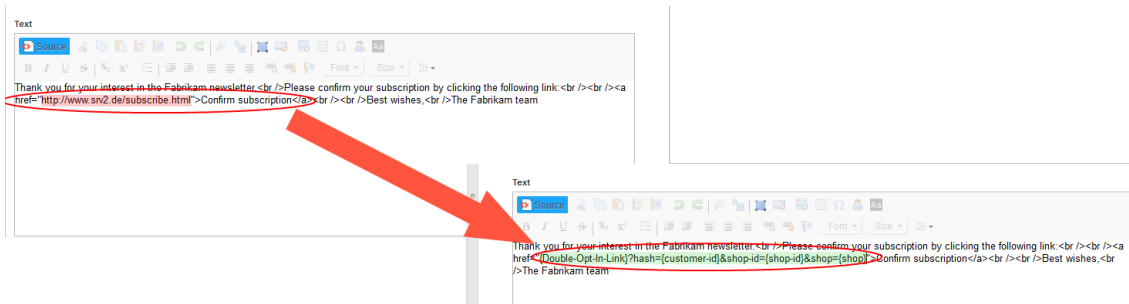 Text
Source
B I U S X₂ x² Font Size
Thank you for your interest in the Fabrikam newsletter.<br />Please confirm your subscription by clicking the following link:<br /><br /><a
href="http://www.srv2.de/subscribe.html">Confirm subscription</a><br /><br />Best wishes,<br />The Fabrikam team
Text
Source
B I U S X₂ x² Font Size
Thank you for your interest in the Fabrikam newsletter.<br />Please confirm your subscription by clicking the following link:<br /><br /><a
href="{Double-Opt-In-Link}?hash={customer-id}&shop-id={shop-id}&shop={shop}">Confirm subscription</a><br /><br />Best wishes,<br
/>The Fabrikam team